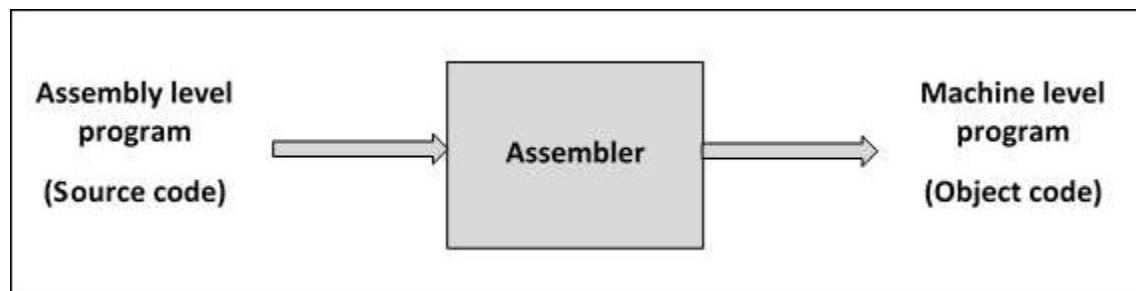 Assembly level
program
(Source code)
Assembler
Machine level
program
(Object code)